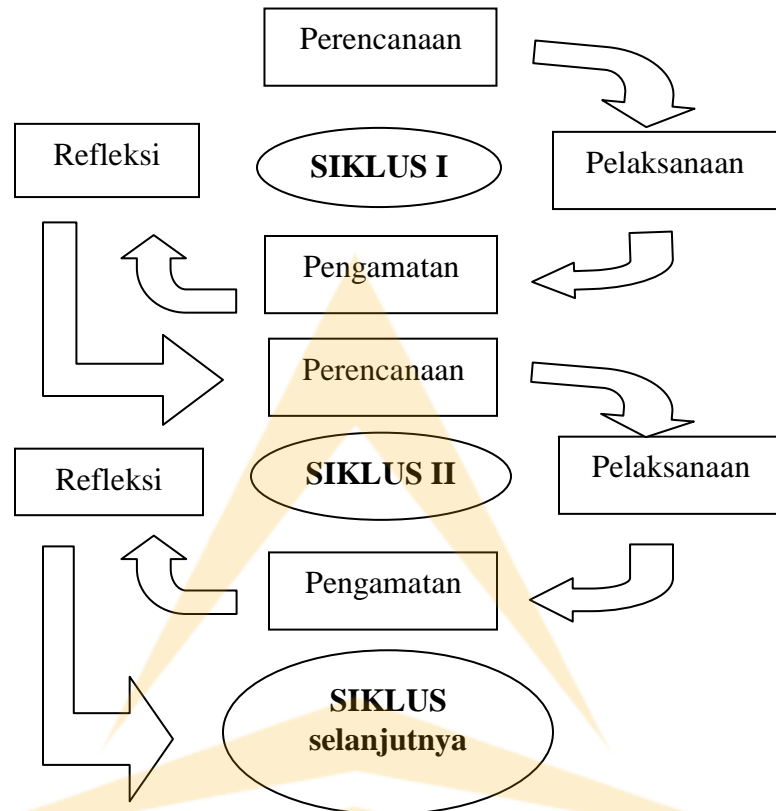 Perencanaan
Refleksi
SIKLUS I
Pelaksanaan
Pengamatan
Perencanaan
Refleksi
SIKLUS II
Pelaksanaan
Pengamatan
SIKLUS
selanjutnya